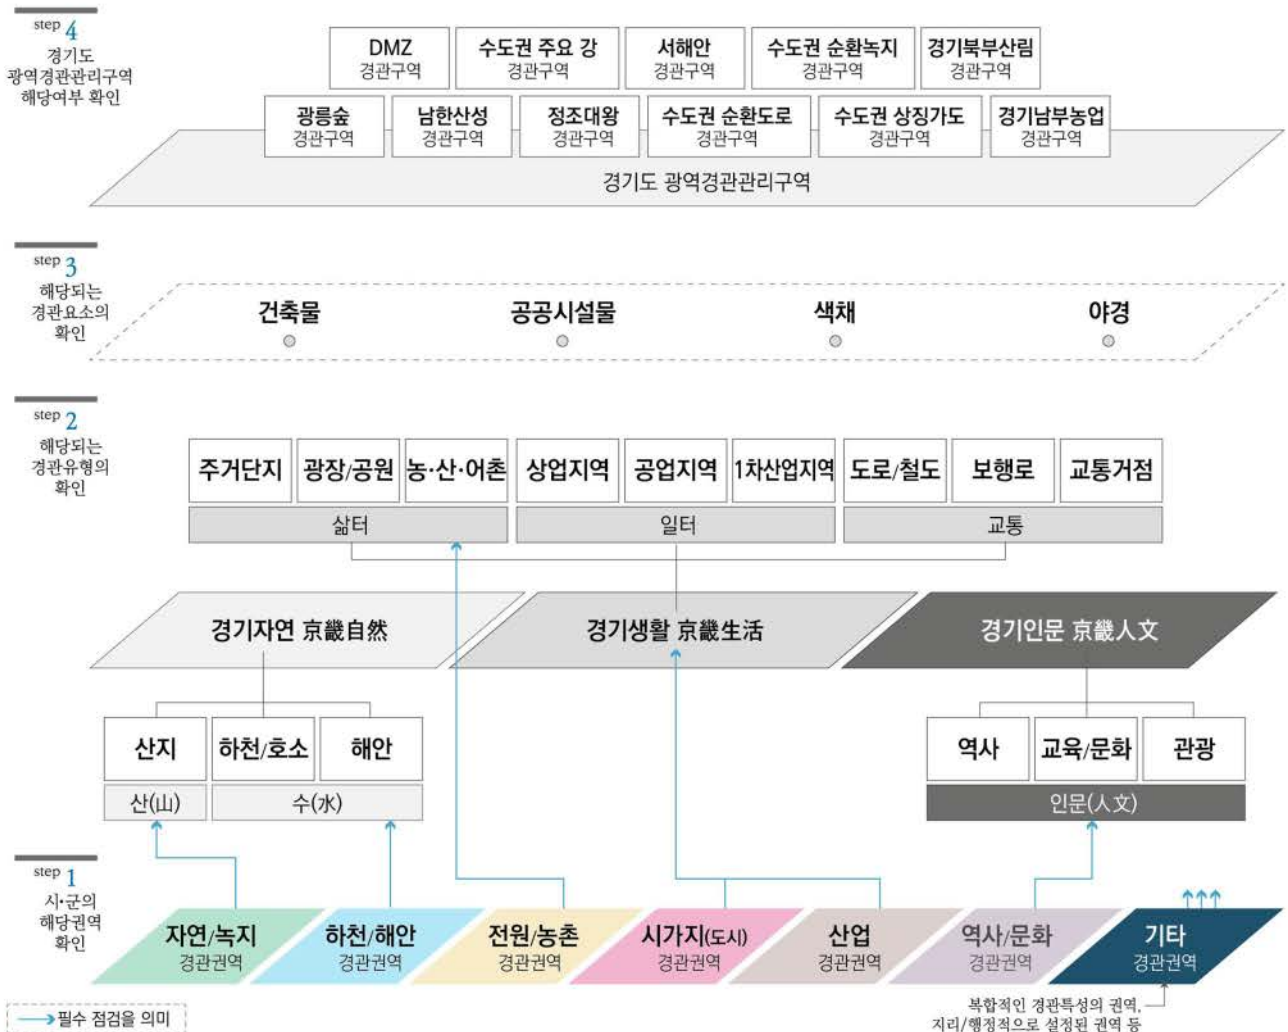 step 4
경기도
광역경관관리구역
해당여부 확인
DMZ
경관구역
수도권 주요 강
경관구역
서해안
경관구역
수도권 순환녹지
경관구역
경기북부산림
경관구역
광릉숲
경관구역
남한산성
경관구역
정조대왕
경관구역
수도권 순환도로
경관구역
수도권 상징가도
경관구역
경기남부농업
경관구역
경기도 광역경관관리구역
step 3
해당되는
경관요소의
확인
건축물
공공시설물
색채
야경
step 2
해당되는
경관유형의
확인
주거단지
광장/공원
농·산·어촌
상업지역
공업지역
1차산업지역
도로/철도
보행로
교통거점
삶터
일터
교통
경기자연 京畿自然
경기생활 京畿生活
경기인문 京畿人文
산지
하천/호소
해안
역사
교육/문화
관광
산(山)
수(水)
인문(人文)
step 1
시·군의
해당권역
확인
자연/녹지
경관권역
하천/해안
경관권역
전원/농촌
경관권역
시가지(도시)
경관권역
산업
경관권역
역사/문화
경관권역
기타
경관권역
필수 점검을 의미
복합적인 경관특성의 권역,
지리/행정적으로 설정된 권역 등